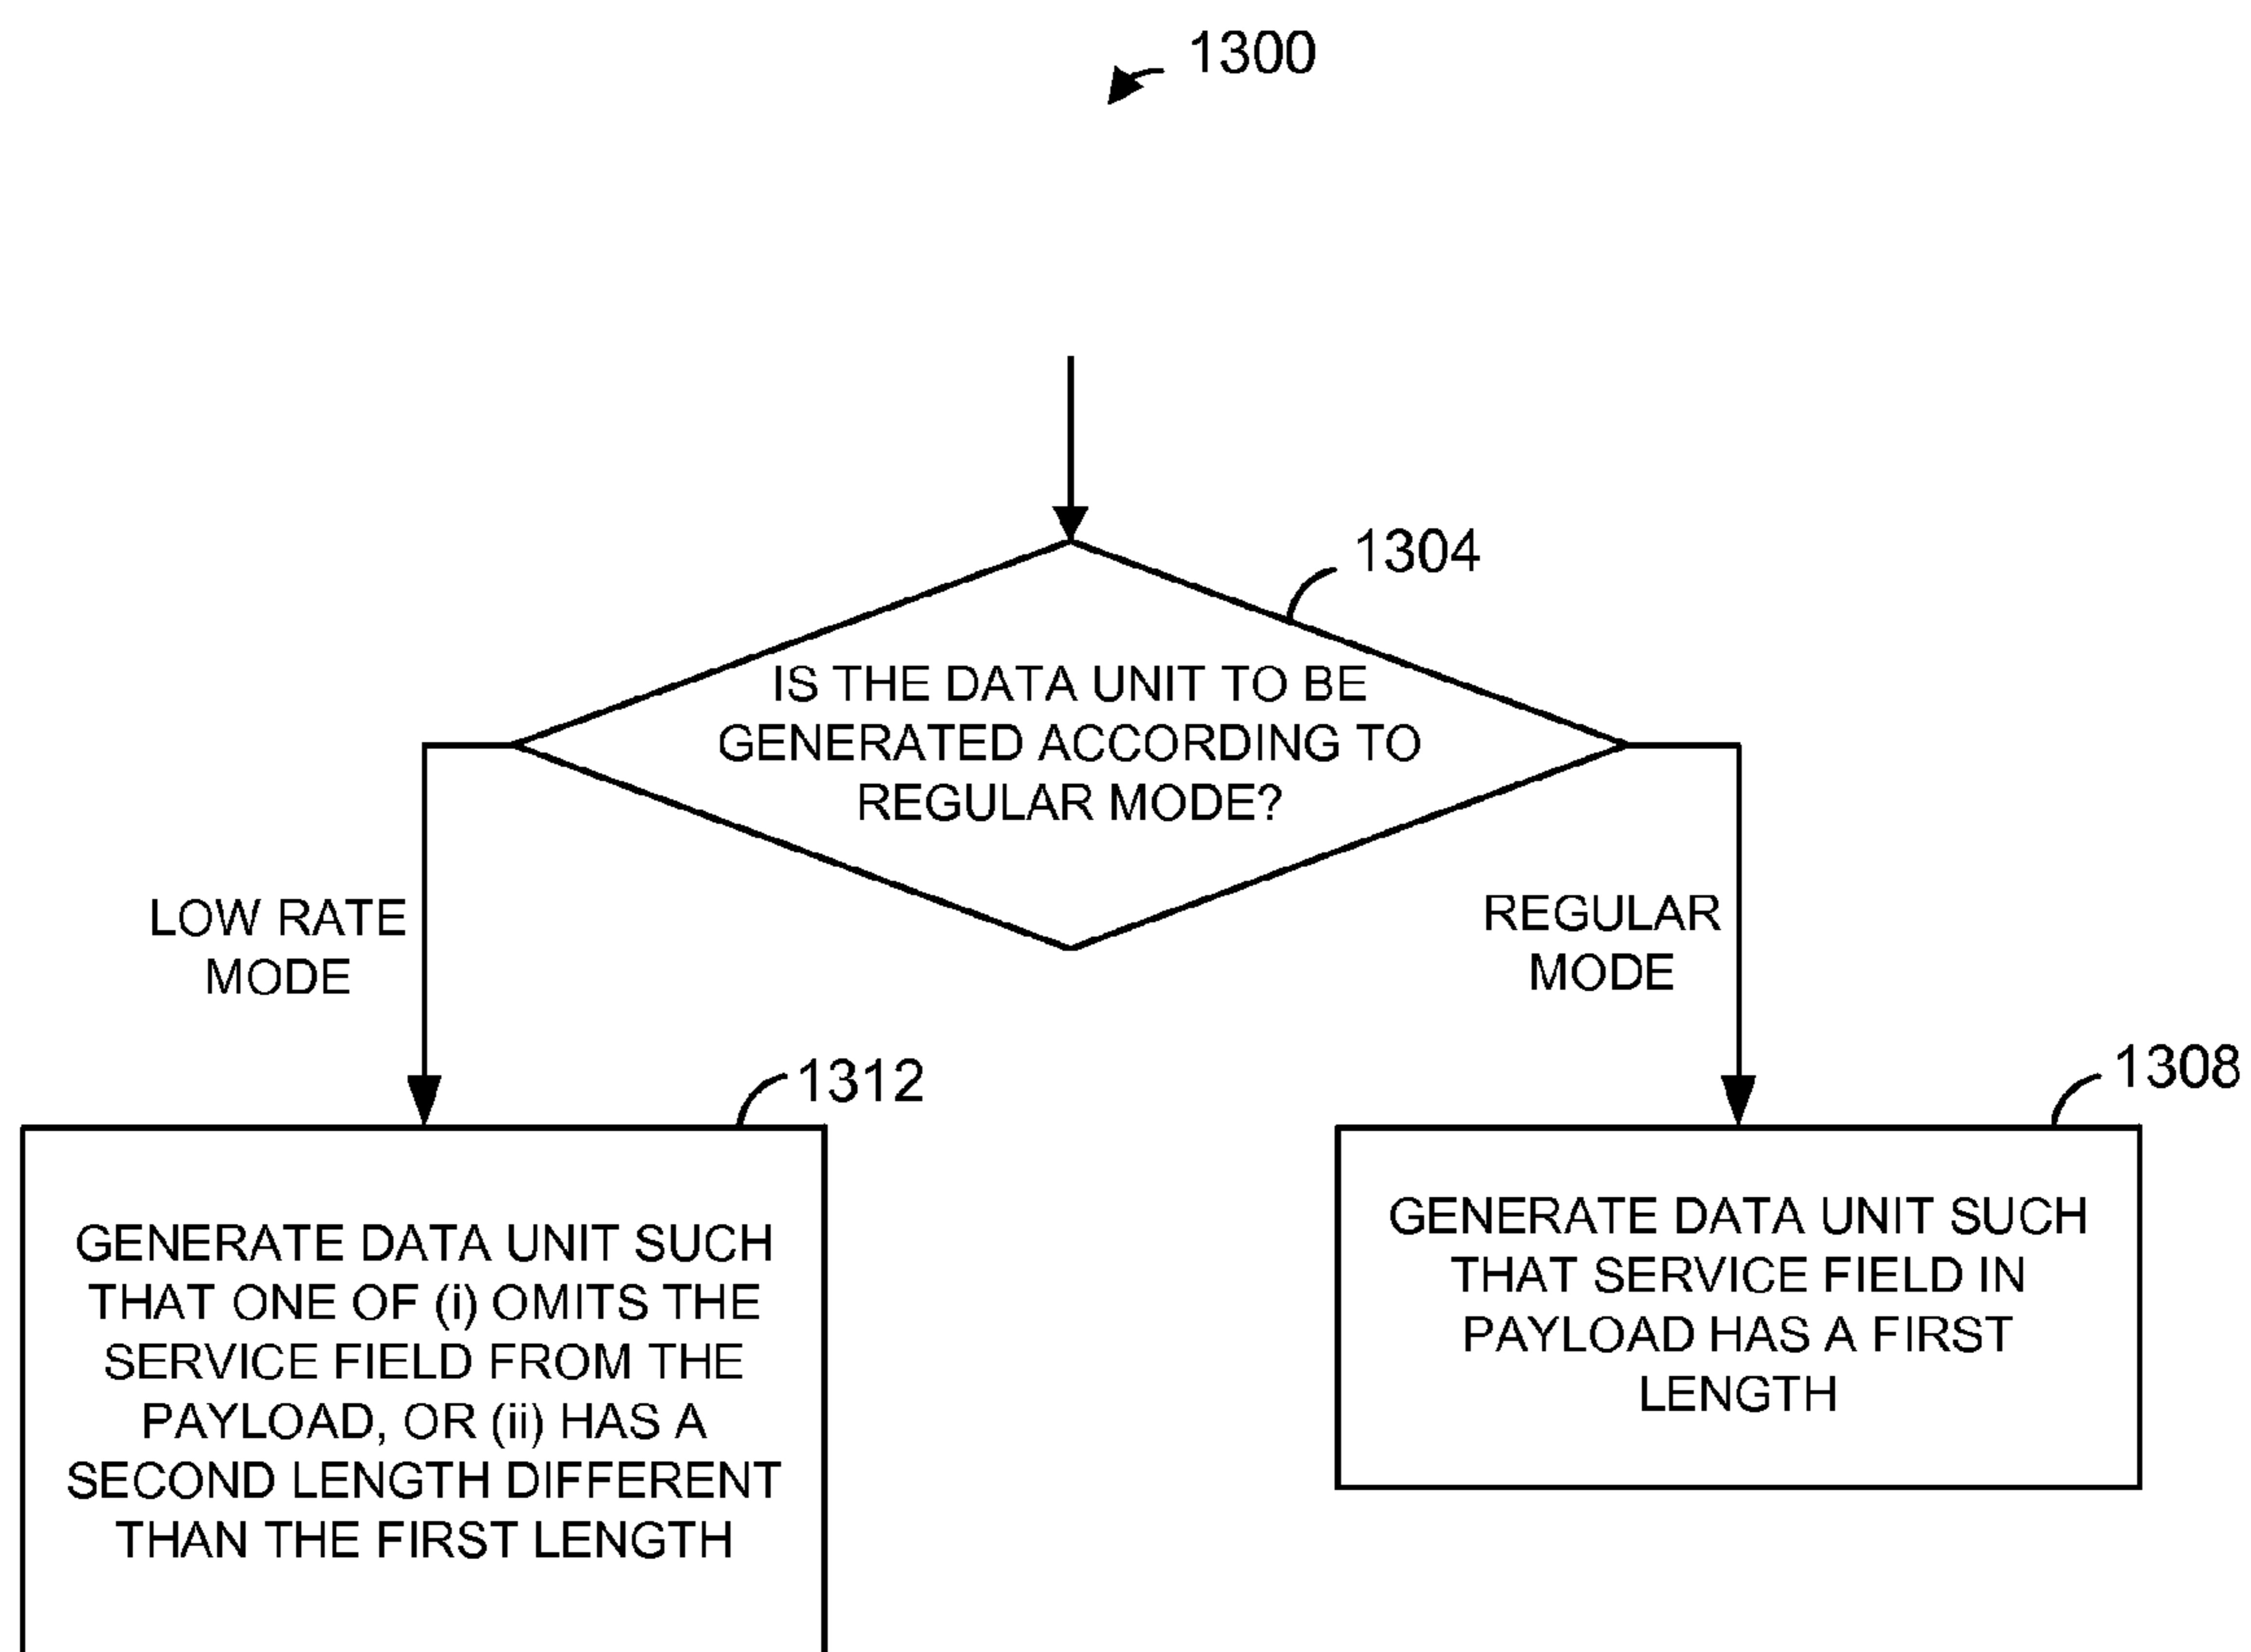 1300
1304
IS THE DATA UNIT TO BE
GENERATED ACCORDING TO
REGULAR MODE?
LOW RATE
MODE
REGULAR
MODE
1312
GENERATE DATA UNIT SUCH
THAT ONE OF (i) OMITS THE
SERVICE FIELD FROM THE
PAYLOAD, OR (ii) HAS A
SECOND LENGTH DIFFERENT
THAN THE FIRST LENGTH
1308
GENERATE DATA UNIT SUCH
THAT SERVICE FIELD IN
PAYLOAD HAS A FIRST
LENGTH